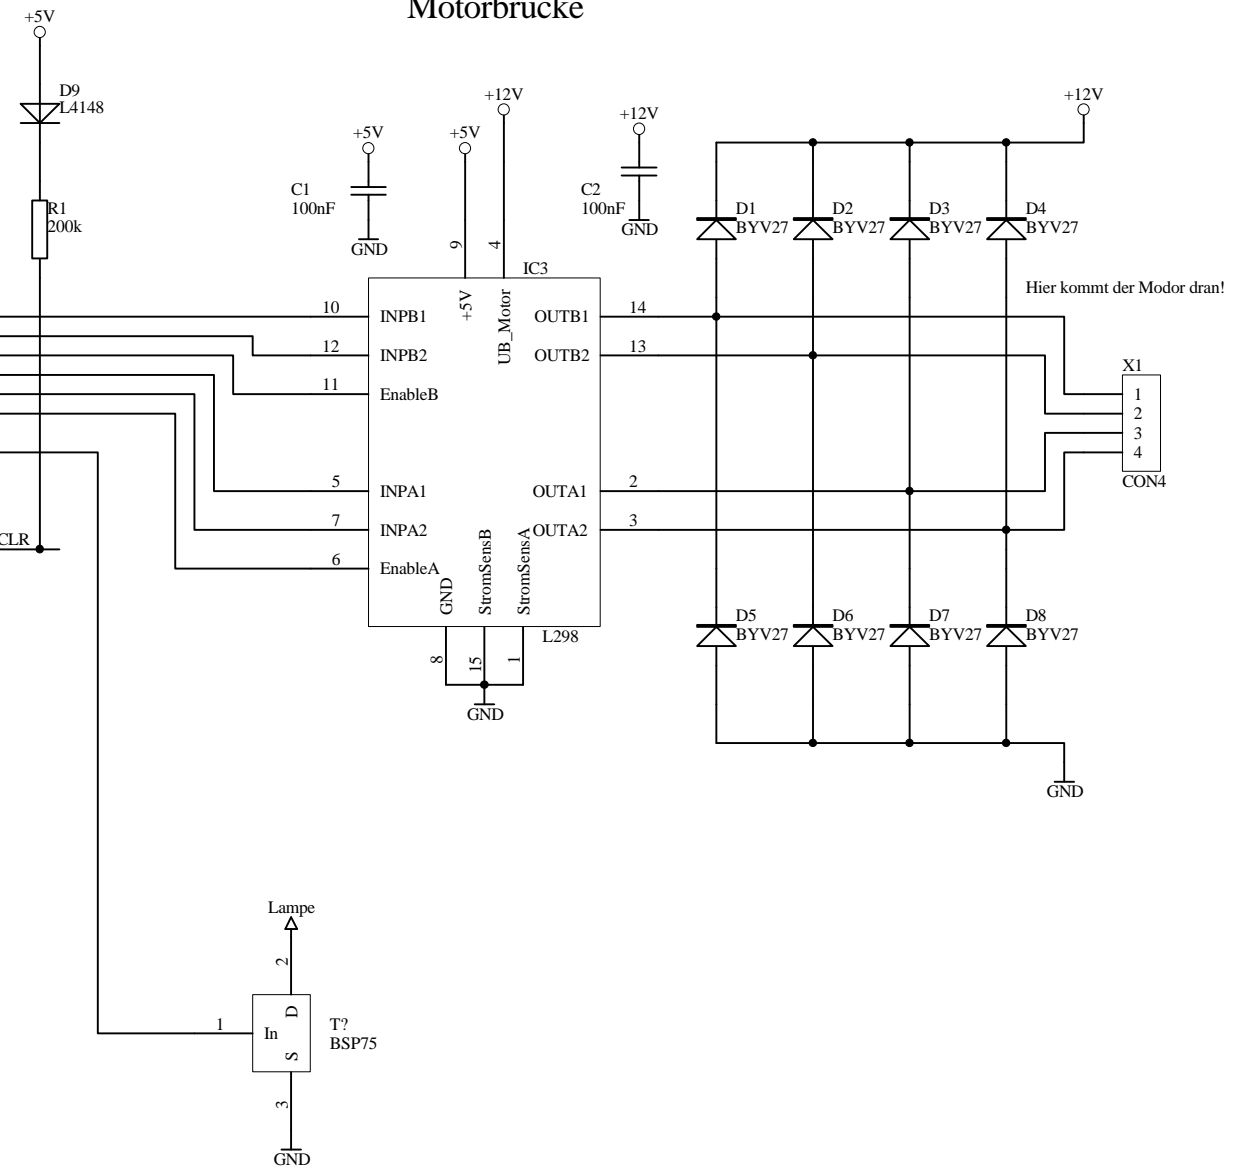 Motorbrücke
+5V
D9
L4148
R1
200k
CLR
+5V
C1
100nF
GND
+5V
+12V
9
4
+12V
C2
100nF
GND
+12V
D1
BYV27
D2
BYV27
D3
BYV27
D4
BYV27
Hier kommt der Modor dran!
IC3
+5V
UB_Motor
10
INPB1
12
INPB2
11
EnableB
5
INPA1
7
INPA2
6
EnableA
OUTB1
14
OUTB2
13
OUTA1
2
OUTA2
3
GND
StromSensB
StromSensA
L298
8
15
1
GND
X1
1
2
3
4
CON4
D5
BYV27
D6
BYV27
D7
BYV27
D8
BYV27
GND
Lampe
2
1
In
D
S
T?
BSP75
3
GND